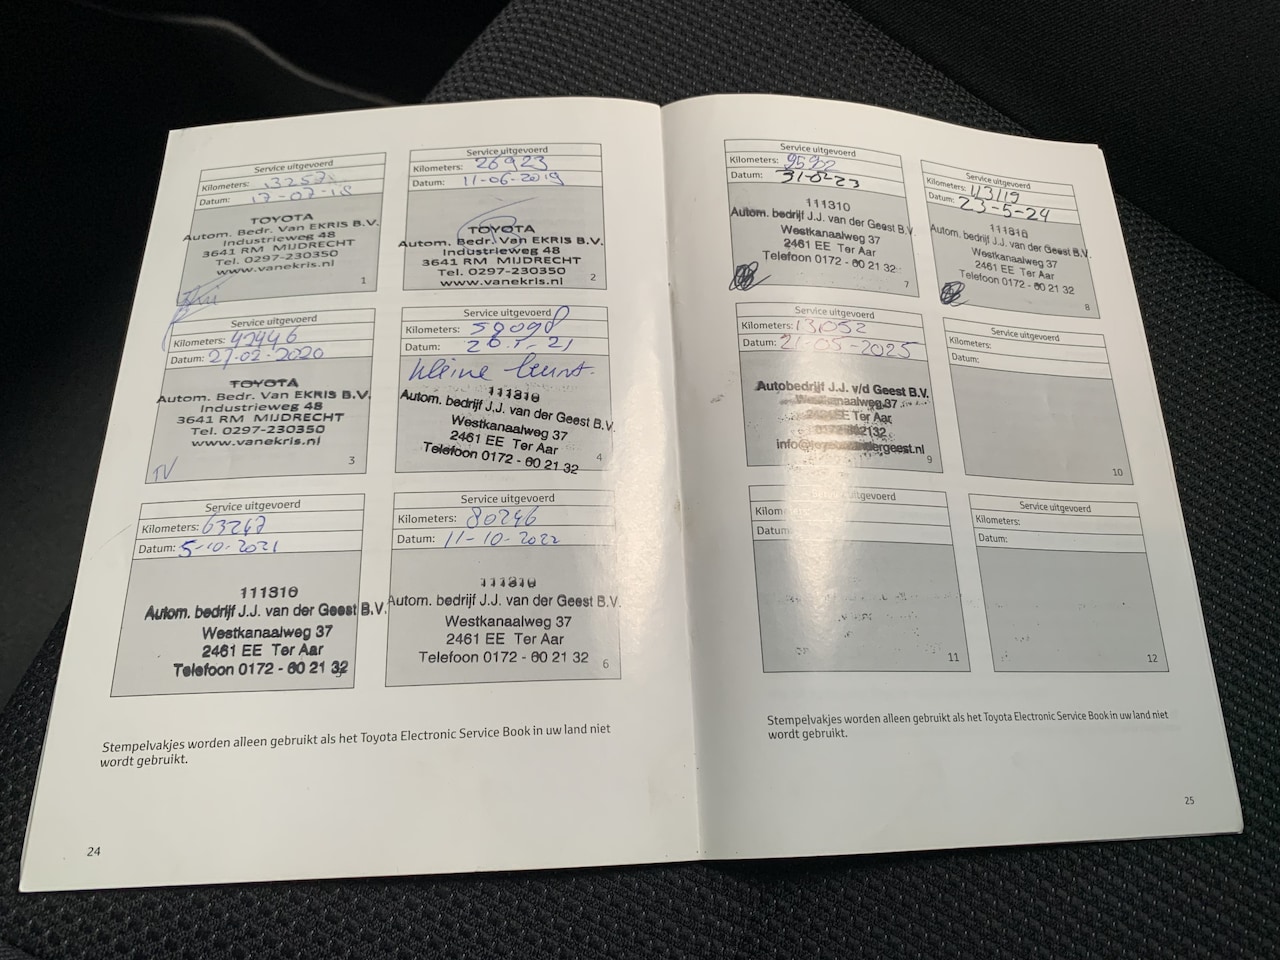 Service uitgevoerd
Kilometers: 13257
Datum: 17-07-18
TOYOTA
Autom. Bedr. Van EKRIS B.V.
Industrieweg 48
3641 RM MIJDRECHT
Tel. 0297-230350
www.vanekris.nl
1
Service uitgevoerd
Kilometers: 26923
Datum: 11-06-2019
TOYOTA
Autom. Bedr. Van EKRIS B.V.
Industrieweg 48
3641 RM MIJDRECHT
Tel. 0297-230350
www.vanekris.nl
2
Service uitgevoerd
Kilometers: 42446
Datum: 27-02-2020
TOYOTA
Autom. Bedr. Van EKRIS B.V.
Industrieweg 48
3641 RM MIJDRECHT
Tel. 0297-230350
www.vanekris.nl
TV
3
Service uitgevoerd
Kilometers: 58098
Datum:
kleine beurt.
111310
Autom. bedrijf J.J. van der Geest B.V.
Westkanaalweg 37
2461 EE Ter Aar
Telefoon 0172 - 60 21 32
4
Service uitgevoerd
Kilometers: 63247
Datum: 5-10-2021
111310
Autom. bedrijf J.J. van der Geest B.V.
Westkanaalweg 37
2461 EE Ter Aar
Telefoon 0172 - 60 21 32
Service uitgevoerd
Kilometers: 80246
Datum: 11-10-2022
111310
Autom. bedrijf J.J. van der Geest B.V.
Westkanaalweg 37
2461 EE Ter Aar
Telefoon 0172 - 60 21 32
6
Stempelvakjes worden alleen gebruikt als het Toyota Electronic Service Book in uw land niet
wordt gebruikt.
24
Service uitgevoerd
Kilometers:
Datum:
111310
Autom. bedrijf J.J. van der Geest B.V.
Westkanaalweg 37
2461 EE Ter Aar
Telefoon 0172 - 60 21 32
7
Service uitgevoerd
Kilometers: 113119
Datum: 23-5-24
111310
Autom. bedrijf J.J. van der Geest B.V.
Westkanaalweg 37
2461 EE Ter Aar
Telefoon 0172 - 60 21 32
8
Service uitgevoerd
Kilometers: 131052
Datum: 21-05-2025
Autobedrijf J.J. v/d Geest B.V.
37
Ter Aar
9
Service uitgevoerd
Kilometers:
Datum:
10
Service uitgevoerd
Kilom
Datum
11
Service uitgevoerd
Kilometers:
Datum:
12
Stempelvakjes worden alleen gebruikt als het Toyota Electronic Service Book in uw land niet
wordt gebruikt.
25